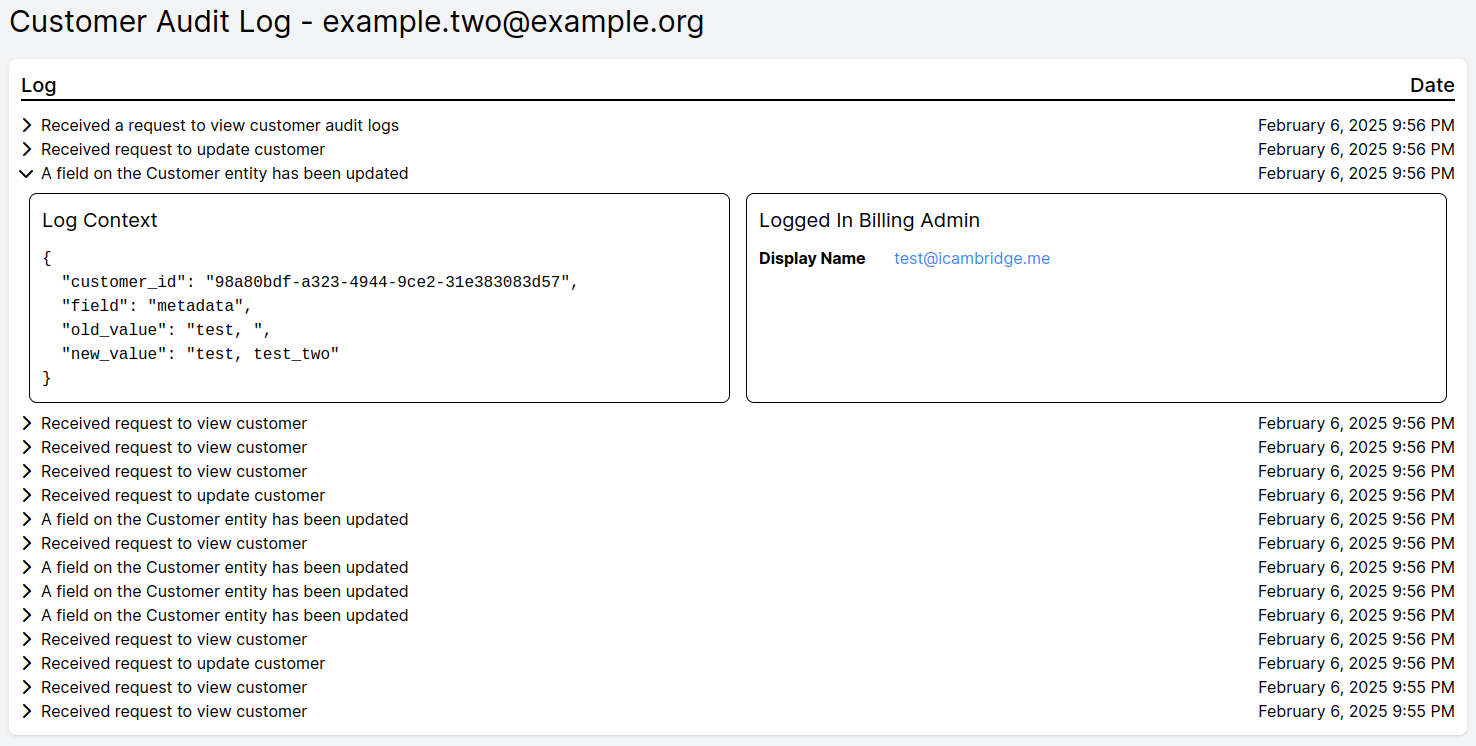 Customer Audit Log - example.two@example.org
Log Date
Received a request to view customer audit logs February 6, 2025 9:56 PM
Received request to update customer February 6, 2025 9:56 PM
A field on the Customer entity has been updated February 6, 2025 9:56 PM
Log Context
{
  "customer_id": "98a80bdf-a323-4944-9ce2-31e383083d57",
  "field": "metadata",
  "old_value": "test, ",
  "new_value": "test, test_two"
}
Logged In Billing Admin
Display Name test@icambridge.me
Received request to view customer February 6, 2025 9:56 PM
Received request to view customer February 6, 2025 9:56 PM
Received request to view customer February 6, 2025 9:56 PM
Received request to update customer February 6, 2025 9:56 PM
A field on the Customer entity has been updated February 6, 2025 9:56 PM
Received request to view customer February 6, 2025 9:56 PM
A field on the Customer entity has been updated February 6, 2025 9:56 PM
A field on the Customer entity has been updated February 6, 2025 9:56 PM
A field on the Customer entity has been updated February 6, 2025 9:56 PM
Received request to view customer February 6, 2025 9:56 PM
Received request to update customer February 6, 2025 9:56 PM
Received request to view customer February 6, 2025 9:55 PM
Received request to view customer February 6, 2025 9:55 PM